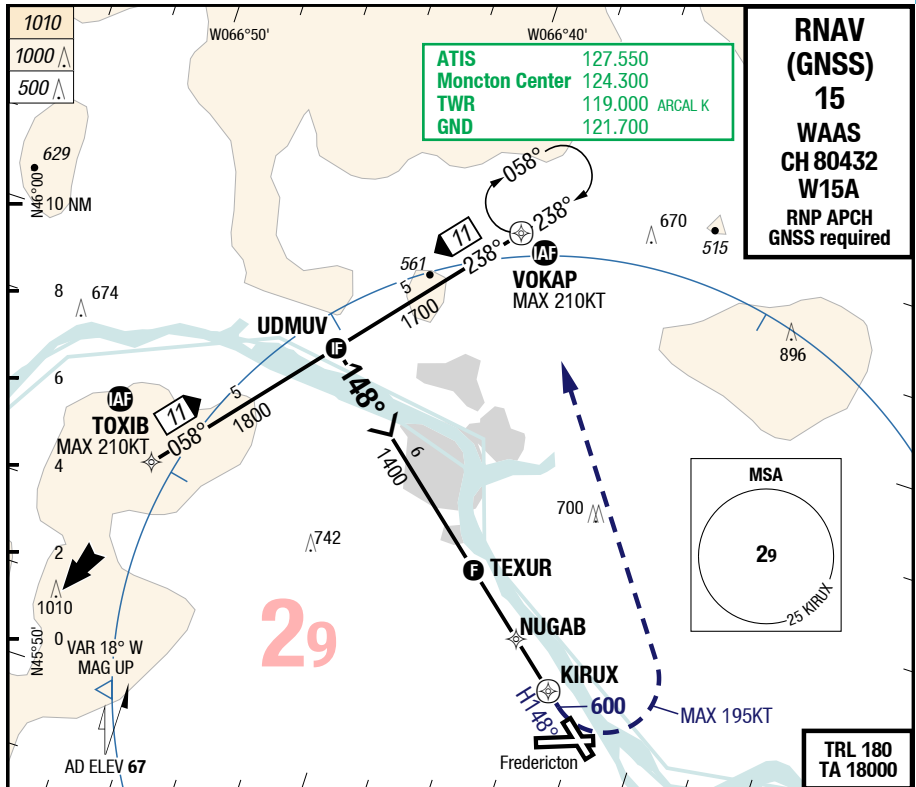 1010
1000
500
W066°50'
W066°40'
ATIS 127.550
Moncton Center 124.300
TWR 119.000 ARCAL K
GND 121.700
RNAV
(GNSS)
15
WAAS
CH 80432
W15A
RNP APCH
GNSS required
629
N46°00'
10 NM
8
6
4
2
0
N45°50'
058°
238°
238°
11
561
5
1700
IAF
VOKAP
MAX 210KT
670
515
674
UDMUV
IF
896
148°
IAF
TOXIB
MAX 210KT
11
058°
5
1800
6
1400
742
700
MSA
29
25 KIRUX
F
TEXUR
1010
29
NUGAB
VAR 18° W
MAG UP
KIRUX
600
H148°
MAX 195KT
AD ELEV 67
Fredericton
TRL 180
TA 18000